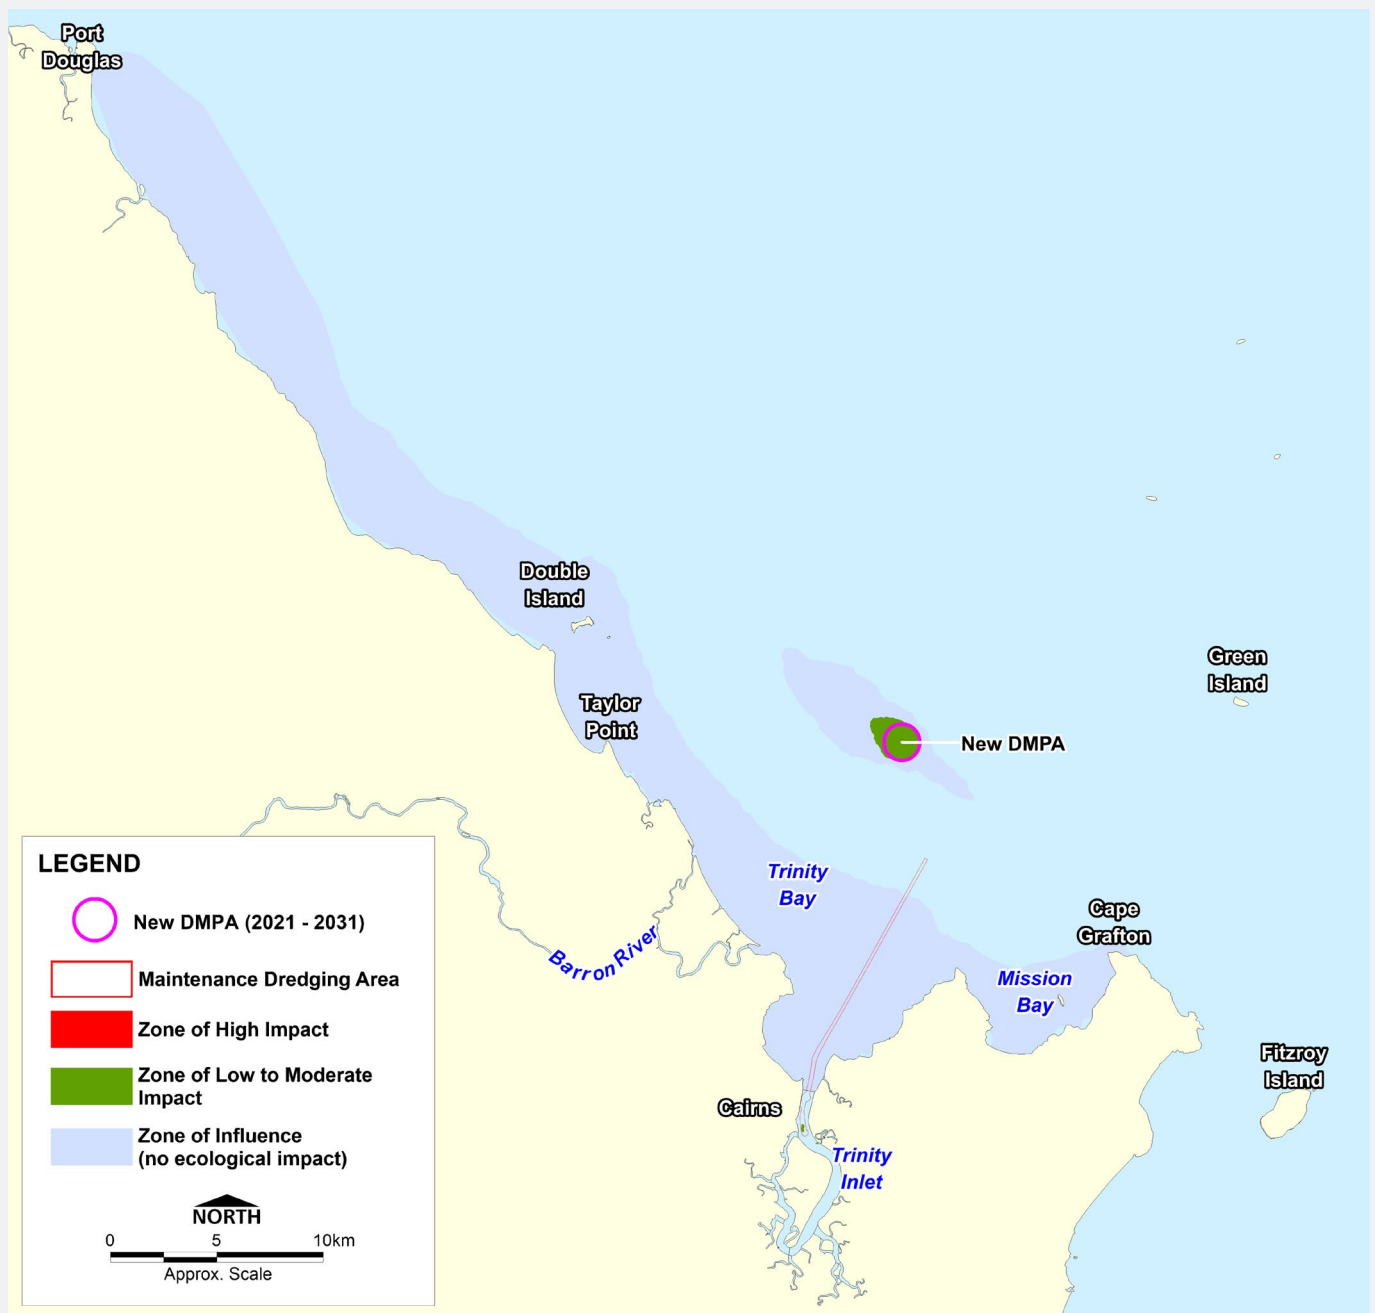 Port
Douglas
Double
Island
Taylor
Point
Green
Island
New DMPA
Trinity
Bay
Cape
Grafton
Mission
Bay
Barron River
Fitzroy
Island
Cairns
Trinity
Inlet
LEGEND
New DMPA (2021 - 2031)
Maintenance Dredging Area
Zone of High Impact
Zone of Low to Moderate
Impact
Zone of Influence
(no ecological impact)
NORTH
0 5 10km
Approx. Scale